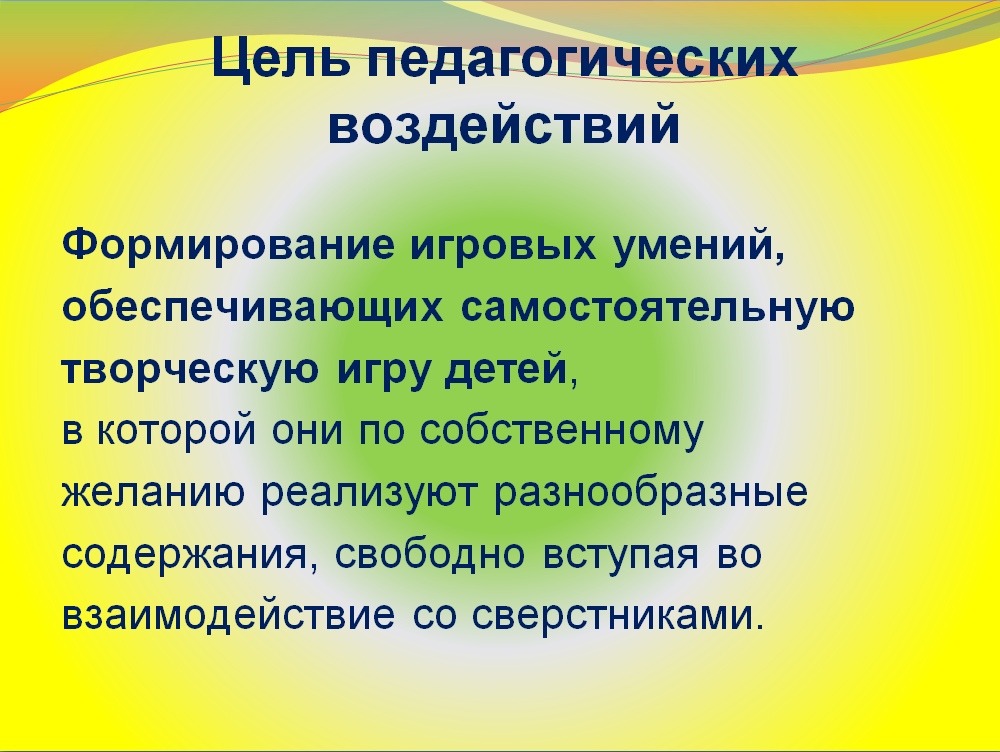 Цель педагогических
воздействий
Формирование игровых умений,
обеспечивающих самостоятельную
творческую игру детей,
в которой они по собственному
желанию реализуют разнообразные
содержания, свободно вступая во
взаимодействие со сверстниками.